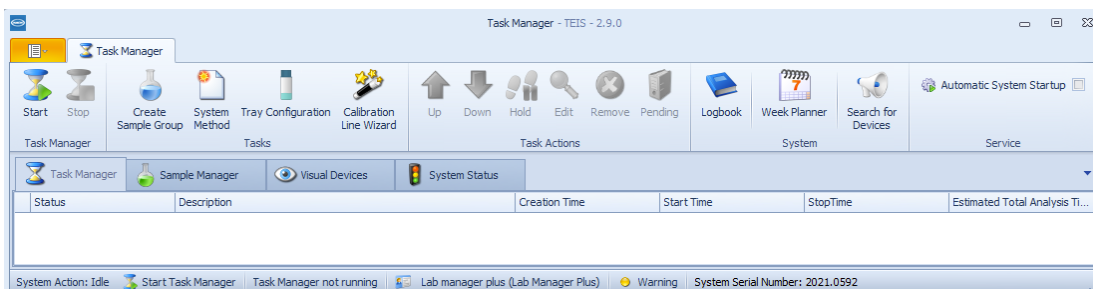 Task Manager - TEIS - 2.9.0
Task Manager
Start
Stop
Create Sample Group
System Method
Tray Configuration
Calibration Line Wizard
Up
Down
Hold
Edit
Remove
Pending
Logbook
7
Week Planner
Search for Devices
Automatic System Startup
Task Manager
Tasks
Task Actions
System
Service
Task Manager
Sample Manager
Visual Devices
System Status
Status
Description
Creation Time
Start Time
StopTime
Estimated Total Analysis Ti...
System Action: Idle
Start Task Manager
Task Manager not running
Lab manager plus (Lab Manager Plus)
Warning
System Serial Number: 2021.0592